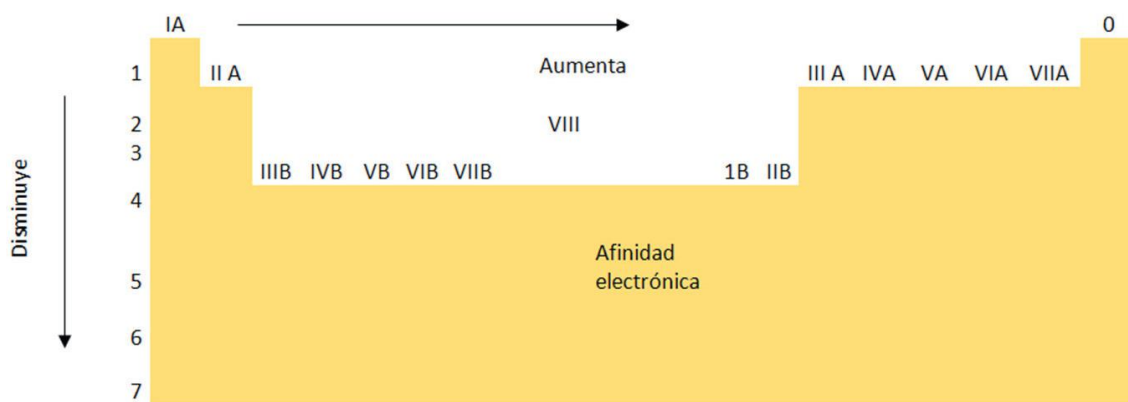 IA 0
Aumenta
1 II A III A IVA VA VIA VIIA
2 VIII
3
IIIB IVB VB VIB VIIB 1B IIB
4
Disminuye
Afinidad
electrónica
5
6
7